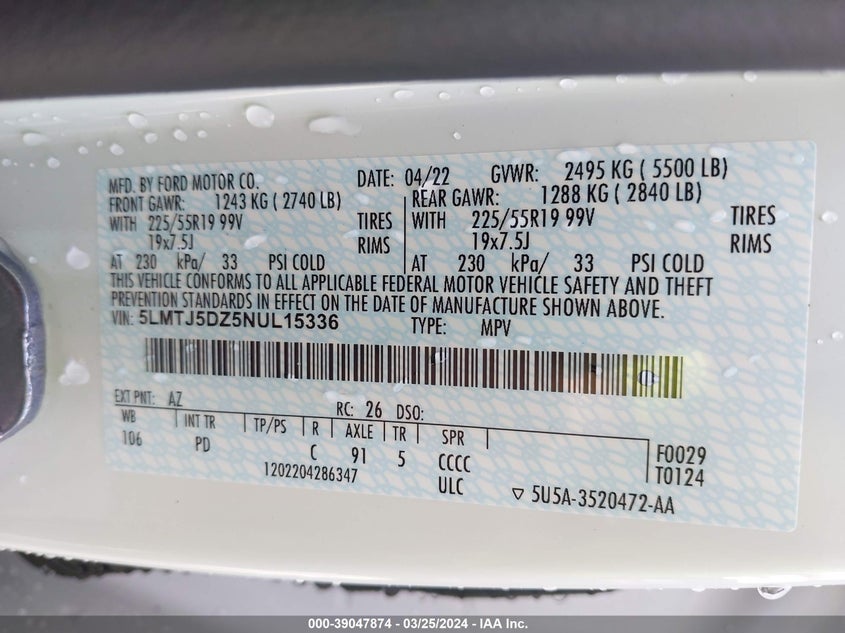 MFD. BY FORD MOTOR CO. DATE: 04/22 GVWR: 2495 KG ( 5500 LB)
FRONT GAWR: 1243 KG ( 2740 LB) REAR GAWR: 1288 KG ( 2840 LB)
WITH 225/55R19 99V TIRES WITH 225/55R19 99V TIRES
19x7.5J RIMS 19x7.5J RIMS
AT 230 kPa/ 33 PSI COLD AT 230 kPa/ 33 PSI COLD
THIS VEHICLE CONFORMS TO ALL APPLICABLE FEDERAL MOTOR VEHICLE SAFETY AND THEFT
PREVENTION STANDARDS IN EFFECT ON THE DATE OF MANUFACTURE SHOWN ABOVE.
VIN: 5LMTJ5DZ5NUL15336 TYPE: MPV
EXT PNT: AZ RC: 26 DSO:
WB INT TR TP/PS R AXLE TR SPR
106 PD C 91 5 CCCC F0029
1202204286347 ULC T0124
▽ 5U5A-3520472-AA
000-39047874 - 03/25/2024 - IAA Inc.